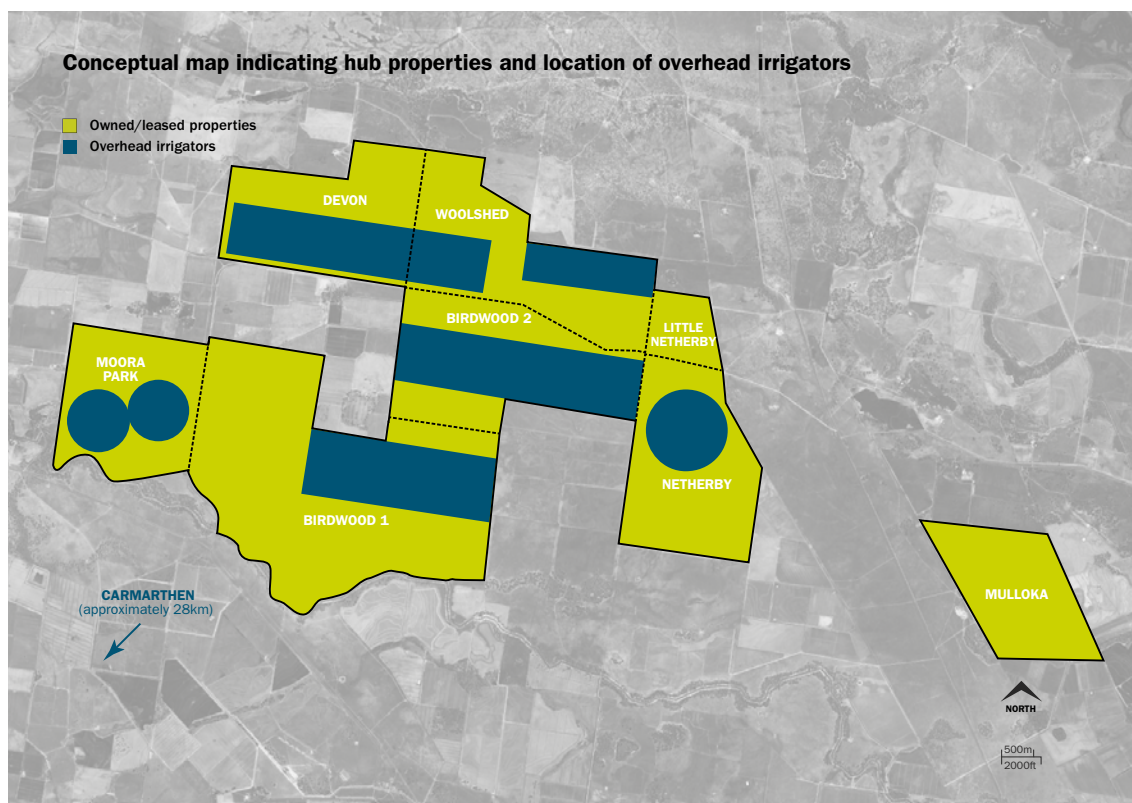 Conceptual map indicating hub properties and location of overhead irrigators
Owned/leased properties
Overhead irrigators
DEVON
WOOLSHED
BIRDWOOD 2
LITTLE
NETHERBY
MOORA
PARK
NETHERBY
BIRDWOOD 1
CARMARTHEN
(approximately 28km)
MULLOKA
NORTH
500m
2000ft